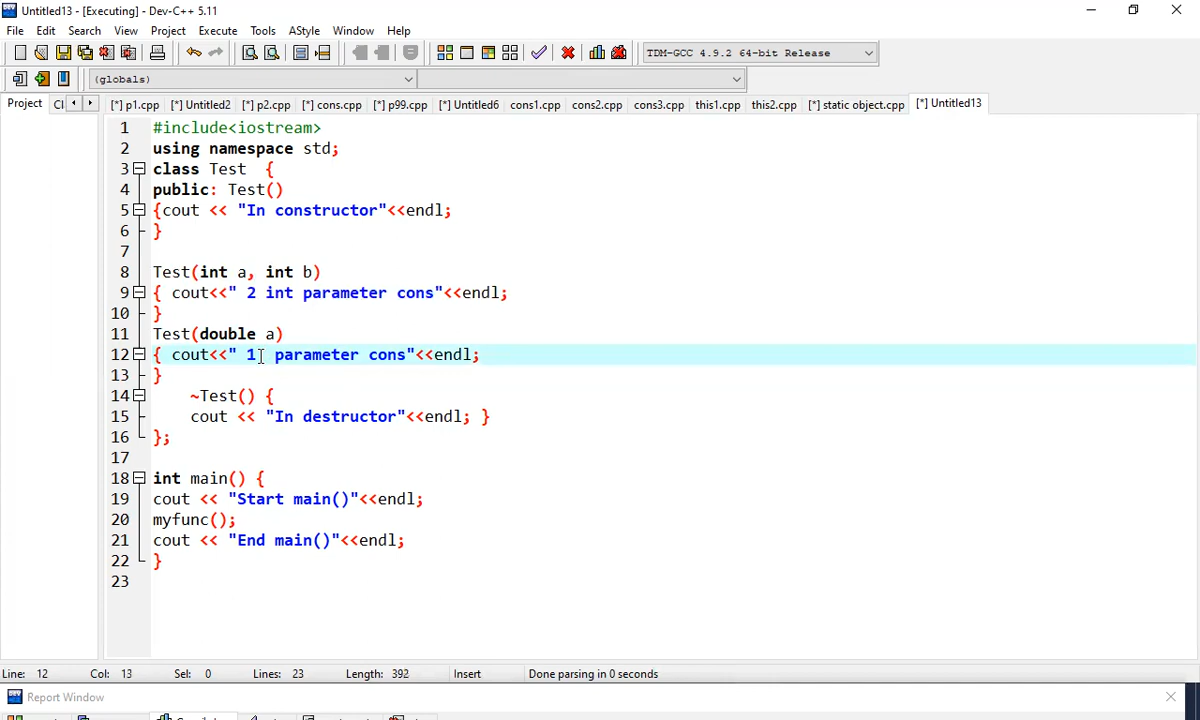 Untitled13 - [Executing] - Dev-C++ 5.11
File Edit Search View Project Execute Tools AStyle Window Help
TDM-GCC 4.9.2 64-bit Release
(globals)
Project Cl [*] p1.cpp [*] Untitled2 [*] p2.cpp [*] cons.cpp [*] p99.cpp [*] Untitled6 cons1.cpp cons2.cpp cons3.cpp this1.cpp this2.cpp [*] static object.cpp [*] Untitled13
1 #include<iostream>
2 using namespace std;
3 class Test  {
4 public: Test()
5 {cout << "In constructor"<<endl;
6 }
7
8 Test(int a, int b)
9 { cout<<" 2 int parameter cons"<<endl;
10 }
11 Test(double a)
12 { cout<<" 1  parameter cons"<<endl;
13 }
14     ~Test() {
15     cout << "In destructor"<<endl; }
16 };
17
18 int main() {
19 cout << "Start main()"<<endl;
20 myfunc();
21 cout << "End main()"<<endl;
22 }
23
Line: 12 Col: 13 Sel: 0 Lines: 23 Length: 392 Insert Done parsing in 0 seconds
Report Window